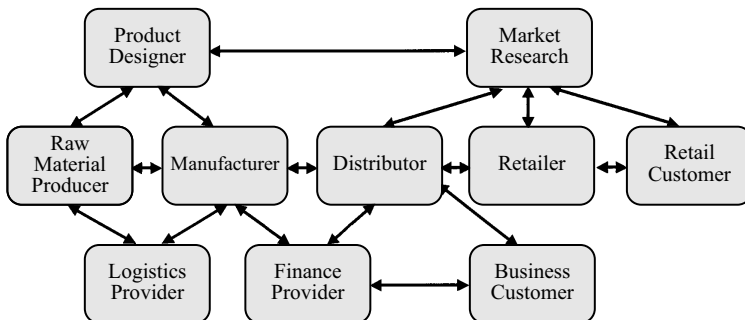 Product
Designer
Market
Research
Raw
Material
Producer
Manufacturer
Distributor
Retailer
Retail
Customer
Logistics
Provider
Finance
Provider
Business
Customer